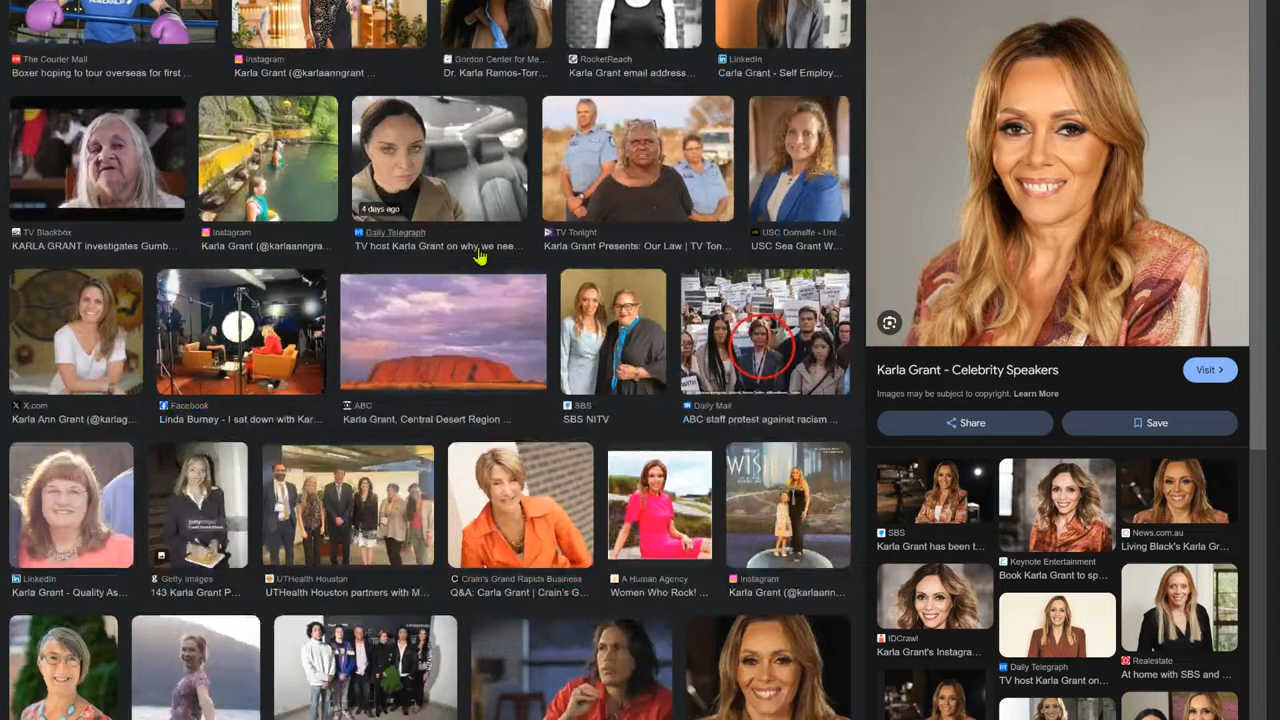 The Courier Mail
Boxer hoping to tour overseas for first ...
Instagram
Karla Grant (@karlaanngrant ...
Gordon Center for Me...
Dr. Karla Ramos-Torr...
RocketReach
Karla Grant email address...
LinkedIn
Carla Grant - Self Employ...
TV Blackbox
KARLA GRANT investigates Gumb...
Instagram
Karla Grant (@karlaanngra...
4 days ago
Daily Telegraph
TV host Karla Grant on why we nee...
TV Tonight
Karla Grant Presents: Our Law | TV Ton...
USC Dornsife - Uni...
USC Sea Grant W...
X.com
Karla Ann Grant (@karlag...
Facebook
Linda Burney - I sat down with Kar...
ABC
Karla Grant, Central Desert Region ...
SBS
SBS NITV
Daily Mail
ABC staff protest against racism ...
LinkedIn
Karla Grant - Quality As...
Getty Images
143 Karla Grant P...
UTHealth Houston
UTHealth Houston partners with M...
Crain's Grand Rapids Business
Q&A: Carla Grant | Crain's G...
A Human Agency
Women Who Rock! ...
WISH
Instagram
Karla Grant (@karlaann...
Karla Grant - Celebrity Speakers
Visit
Images may be subject to copyright. Learn More
Share
Save
SBS
Karla Grant has been t...
Keynote Entertainment
Book Karla Grant to sp...
News.com.au
Living Black's Karla Gr...
IDCrawl
Karla Grant's Instagra...
Daily Telegraph
TV host Karla Grant on...
Realestate
At home with SBS and ...